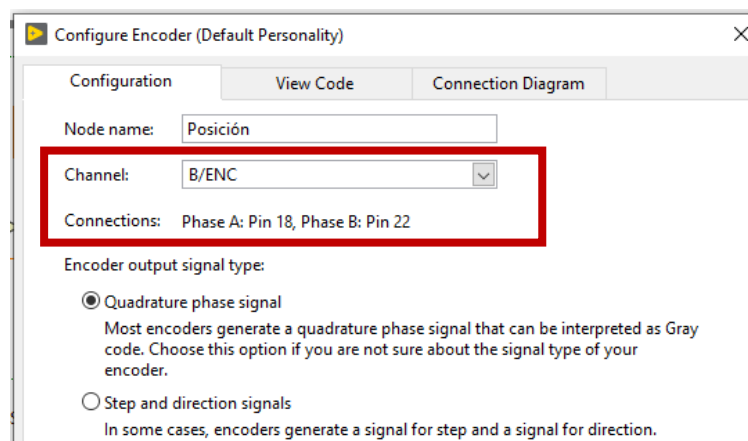 Configure Encoder (Default Personality)
Configuration View Code Connection Diagram
Node name: Posición
Channel: B/ENC
Connections: Phase A: Pin 18, Phase B: Pin 22
Encoder output signal type:
Quadrature phase signal
Most encoders generate a quadrature phase signal that can be interpreted as Gray
code. Choose this option if you are not sure about the signal type of your
encoder.
Step and direction signals
In some cases, encoders generate a signal for step and a signal for direction.